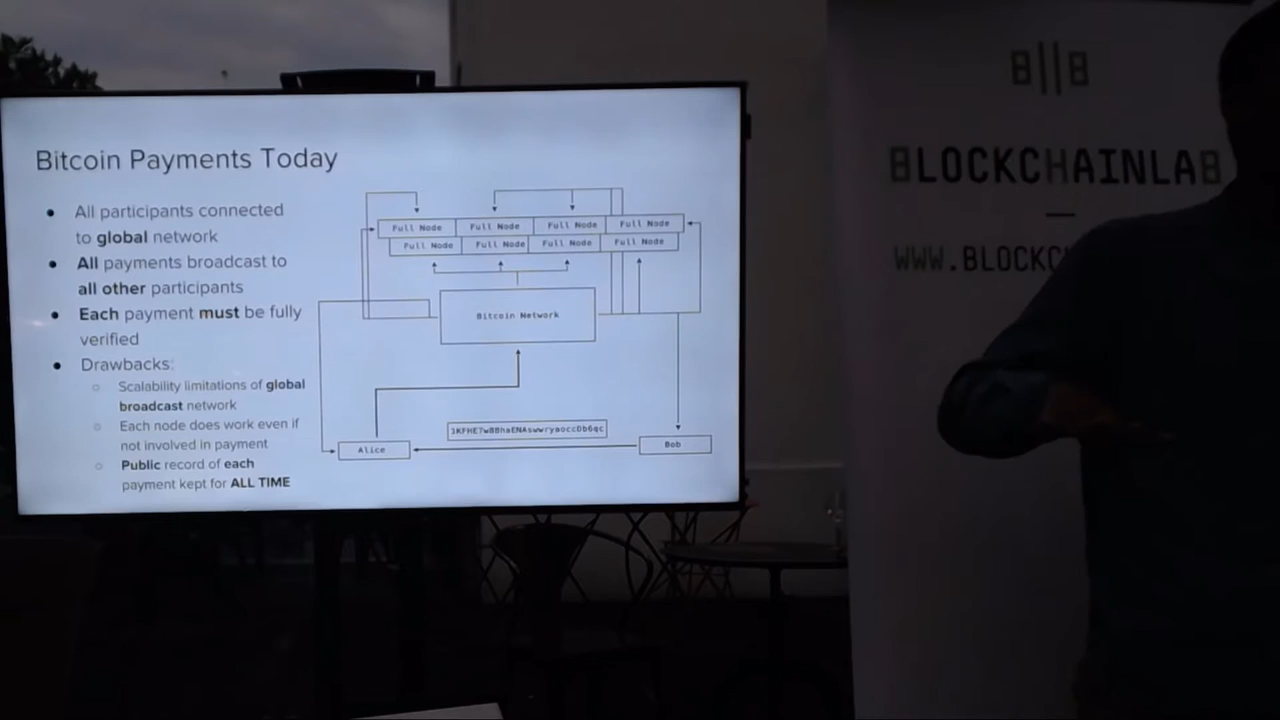 Bitcoin Payments Today
All participants connected
to global network
All payments broadcast to
all other participants
Each payment must be fully
verified
Drawbacks:
Scalability limitations of global
broadcast network
Each node does work even if
not involved in payment
Public record of each
payment kept for ALL TIME
Full Node Full Node Full Node Full Node
Full Node Full Node Full Node Full Node
Bitcoin Network
Alice
Bob
BLOCKCHAINLAB
WWW.BLOCKC